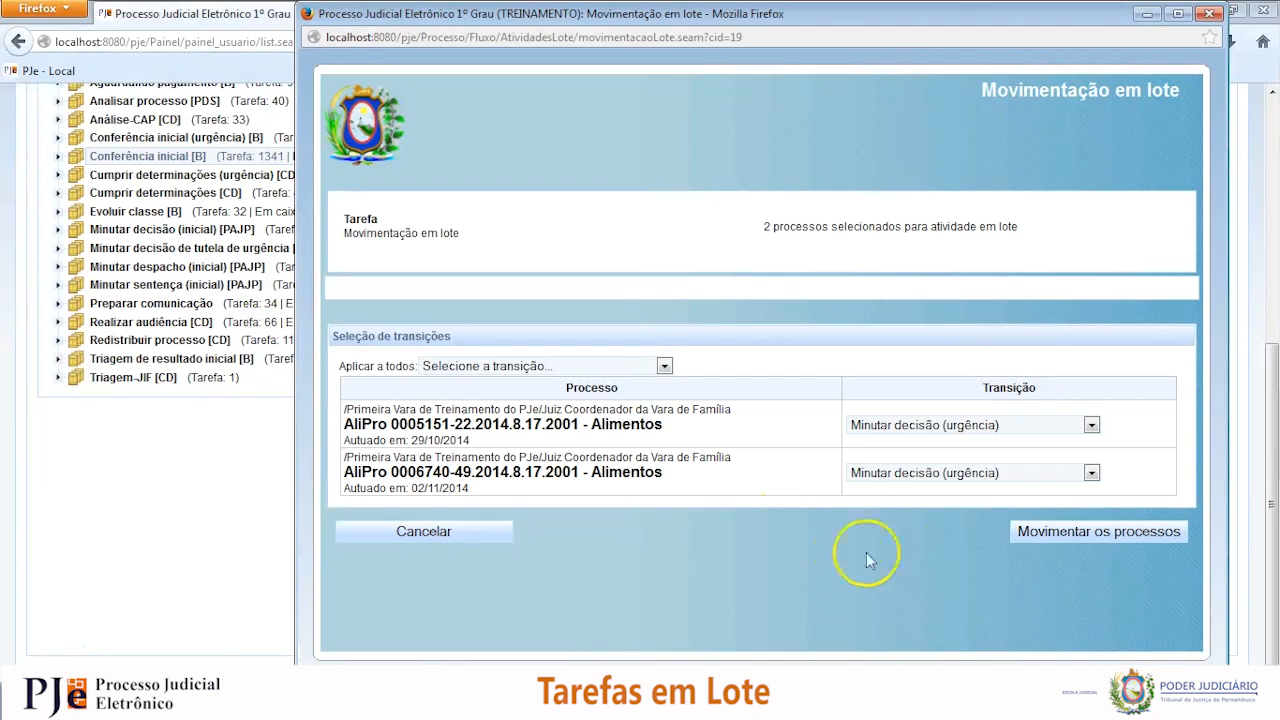 Firefox
Processo Judicial Eletrônico 1º Grau
localhost:8080/pje/Painel/painel_usuario/list.sea
PJe - Local
Aguardando pagamento [B]
Analisar processo [PDS] (Tarefa: 40)
Análise-CAP [CD] (Tarefa: 33)
Conferência inicial (urgência) [B] (Ta
Conferência inicial [B] (Tarefa: 1341 |
Cumprir determinações (urgência) [CD]
Cumprir determinações [CD] (Tarefa:
Evoluir classe [B] (Tarefa: 32 | Em caix
Minutar decisão (inicial) [PAJP] (Tare
Minutar decisão de tutela de urgência
Minutar despacho (inicial) [PAJP] (Tar
Minutar sentença (inicial) [PAJP] (Tar
Preparar comunicação (Tarefa: 34 | E
Realizar audiência [CD] (Tarefa: 66 | E
Redistribuir processo [CD] (Tarefa: 11
Triagem de resultado inicial [B] (Tare
Triagem-JIF [CD] (Tarefa: 1)
Processo Judicial Eletrônico 1º Grau (TREINAMENTO): Movimentação em lote - Mozilla Firefox
localhost:8080/pje/Processo/Fluxo/AtividadesLote/movimentacaoLote.seam?cid=19
Movimentação em lote
Tarefa
Movimentação em lote
2 processos selecionados para atividade em lote
Seleção de transições
Aplicar a todos: Selecione a transição...
Processo Transição
/Primeira Vara de Treinamento do PJe/Juiz Coordenador da Vara de Família
AliPro 0005151-22.2014.8.17.2001 - Alimentos
Autuado em: 29/10/2014
Minutar decisão (urgência)
/Primeira Vara de Treinamento do PJe/Juiz Coordenador da Vara de Família
AliPro 0006740-49.2014.8.17.2001 - Alimentos
Autuado em: 02/11/2014
Minutar decisão (urgência)
Cancelar
Movimentar os processos
PJe Processo Judicial
Eletrônico
Tarefas em Lote
ESCOLA JUDICIAL
PODER JUDICIÁRIO
Tribunal de Justiça de Pernambuco